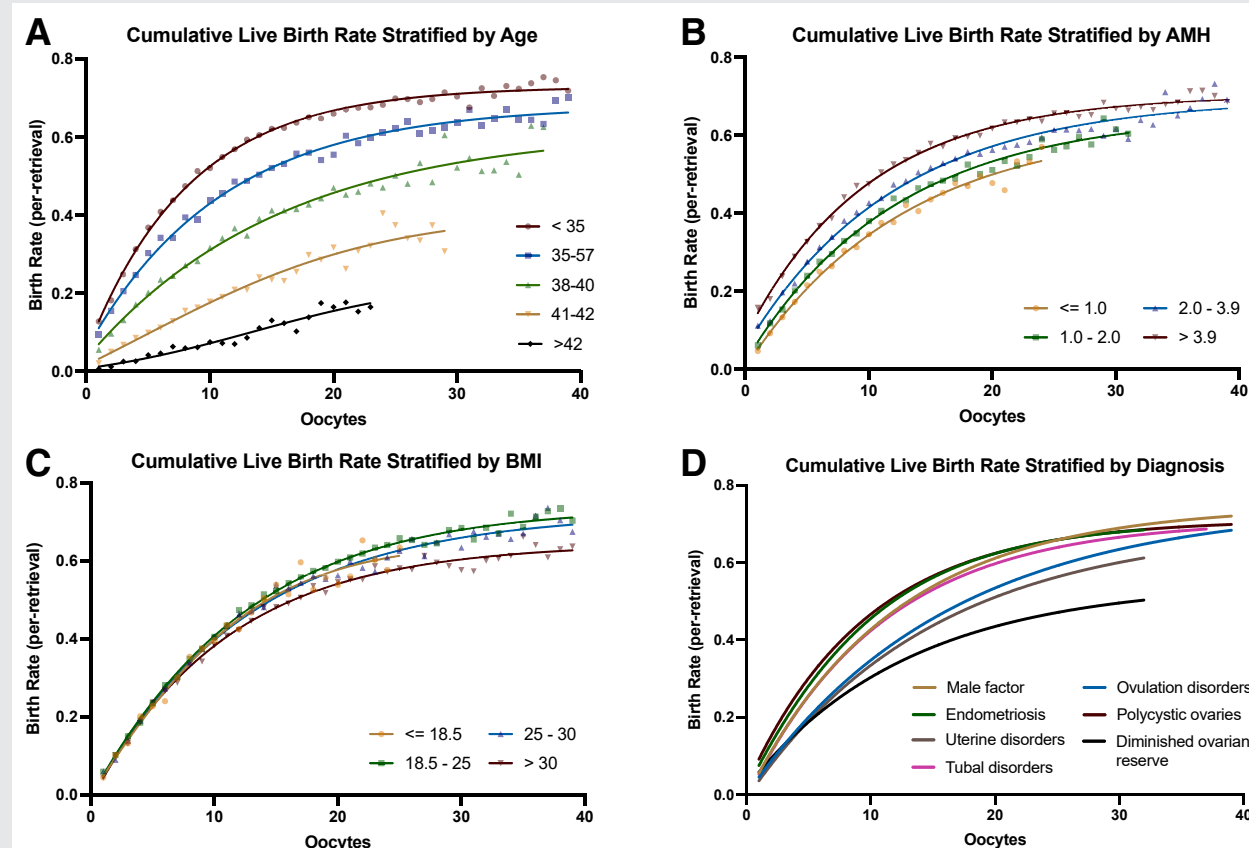 A
Cumulative Live Birth Rate Stratified by Age
Birth Rate (per-retrieval)
0.8
0.6
0.4
0.2
0.0
0
10
20
30
40
Oocytes
< 35
35-57
38-40
41-42
>42
B
Cumulative Live Birth Rate Stratified by AMH
Birth Rate (per-retrieval)
0.8
0.6
0.4
0.2
0.0
0
10
20
30
40
Oocytes
<= 1.0
1.0 - 2.0
2.0 - 3.9
> 3.9
C
Cumulative Live Birth Rate Stratified by BMI
Birth Rate (per-retrieval)
0.8
0.6
0.4
0.2
0.0
0
10
20
30
40
Oocytes
<= 18.5
18.5 - 25
25 - 30
> 30
D
Cumulative Live Birth Rate Stratified by Diagnosis
Birth Rate (per-retrieval)
0.8
0.6
0.4
0.2
0.0
0
10
20
30
40
Oocytes
Male factor
Endometriosis
Uterine disorders
Tubal disorders
Ovulation disorders
Polycystic ovaries
Diminished ovarian
reserve